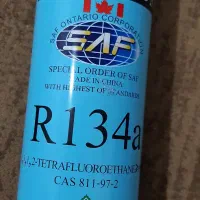 SAF ONTARIO CORPORATION
SAF
SPECIAL ORDER OF SAF
MADE IN CHINA
WITH HIGHEST OF STANDARDS
R134a
1,1,1,2-TETRAFLUOROETHANE
CAS 811-97-2